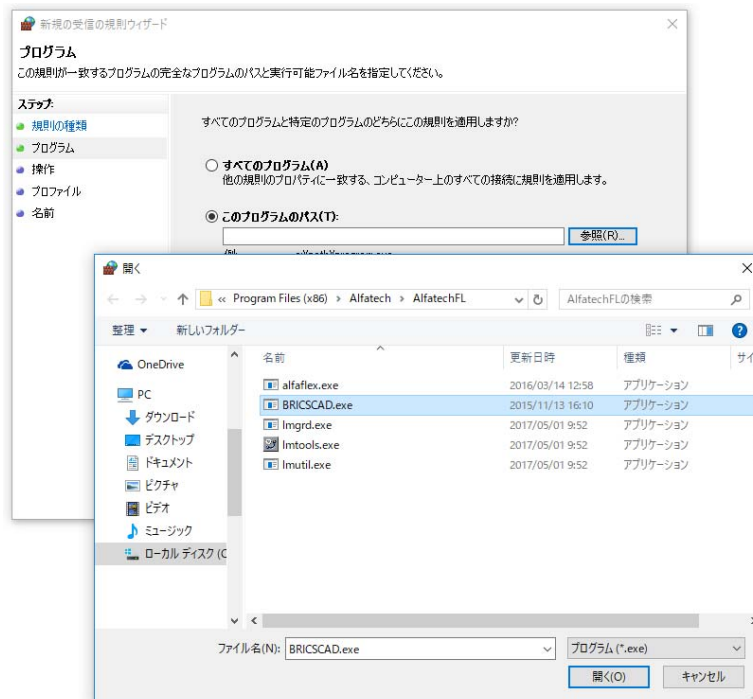 新規の受信の規則ウィザード
プログラム
この規則が一致するプログラムの完全なプログラムのパスと実行可能ファイル名を指定してください。
ステップ:
規則の種類
プログラム
操作
プロファイル
名前
すべてのプログラムと特定のプログラムのどちらにこの規則を適用しますか?
すべてのプログラム(A)
他の規則のプロパティに一致する、コンピューター上のすべての接続に規則を適用します。
このプログラムのパス(T):
参照(R)...
開く
« Program Files (x86) › Alfatech › AlfatechFL
AlfatechFLの検索
整理
新しいフォルダー
OneDrive
PC
ダウンロード
デスクトップ
ドキュメント
ピクチャ
ビデオ
ミュージック
ローカル ディスク (C
名前 更新日時 種類 サイ
alfaflex.exe 2016/03/14 12:58 アプリケーション
BRICSCAD.exe 2015/11/13 16:10 アプリケーション
lmgrd.exe 2017/05/01 9:52 アプリケーション
lmtools.exe 2017/05/01 9:52 アプリケーション
lmutil.exe 2017/05/01 9:52 アプリケーション
ファイル名(N): BRICSCAD.exe
プログラム (*.exe)
開く(O)
キャンセル